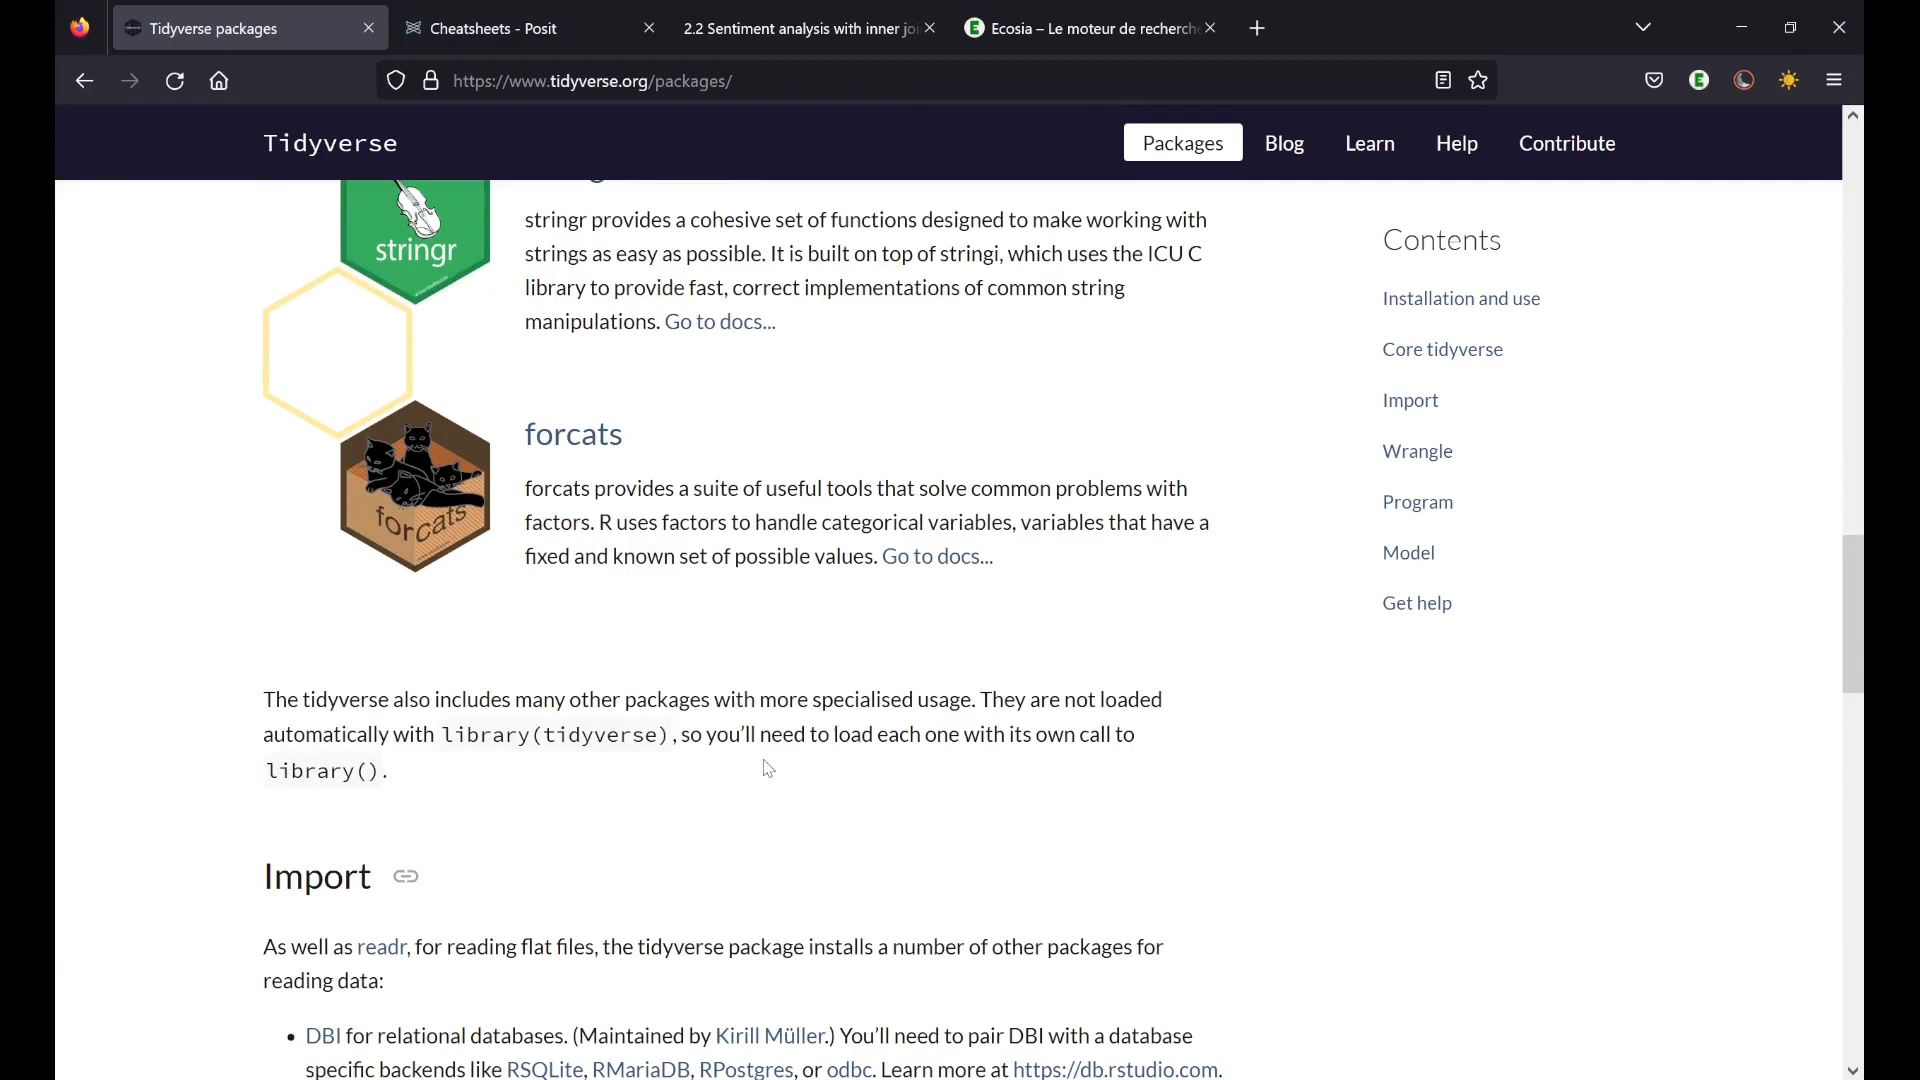 Tidyverse packages
Cheatsheets - Posit
2.2 Sentiment analysis with inner joi
Ecosia – Le moteur de recherche
https://www.tidyverse.org/packages/
Tidyverse
Packages
Blog
Learn
Help
Contribute
stringr
stringr provides a cohesive set of functions designed to make working with
strings as easy as possible. It is built on top of stringi, which uses the ICU C
library to provide fast, correct implementations of common string
manipulations. Go to docs...
Contents
Installation and use
Core tidyverse
Import
Wrangle
Program
Model
Get help
forcats
forcats
forcats provides a suite of useful tools that solve common problems with
factors. R uses factors to handle categorical variables, variables that have a
fixed and known set of possible values. Go to docs...
The tidyverse also includes many other packages with more specialised usage. They are not loaded
automatically with library(tidyverse), so you’ll need to load each one with its own call to
library().
Import
As well as readr, for reading flat files, the tidyverse package installs a number of other packages for
reading data:
• DBI for relational databases. (Maintained by Kirill Müller.) You’ll need to pair DBI with a database
specific backends like RSQLite, RMariaDB, RPostgres, or odbc. Learn more at https://db.rstudio.com.